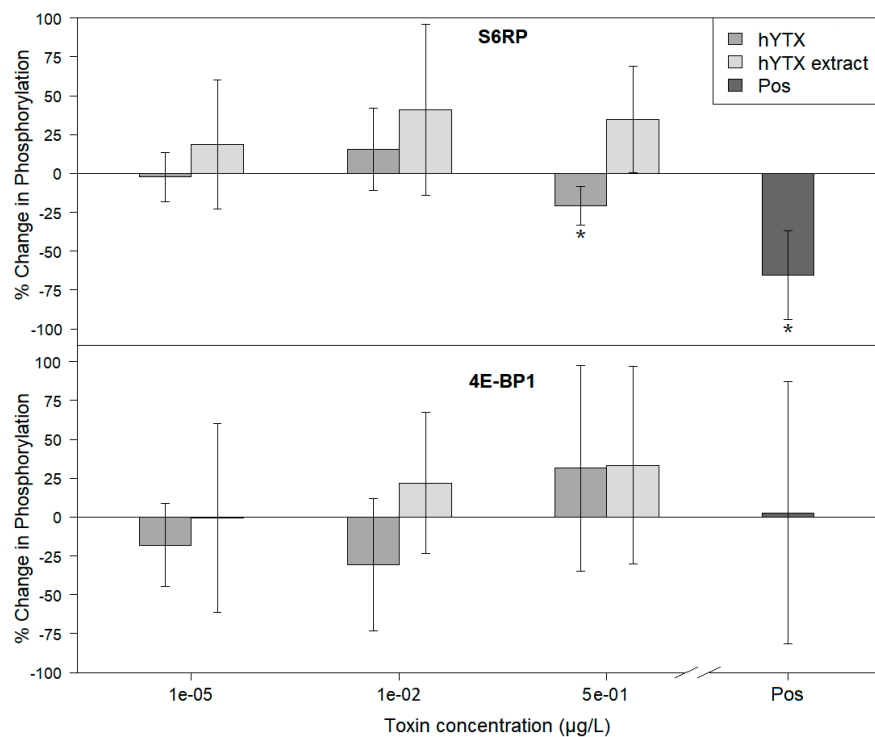 S6RP
hYTX
hYTX extract
Pos
% Change in Phosphorylation
100
75
50
25
0
-25
-50
-75
-100
*
*
4E-BP1
% Change in Phosphorylation
100
75
50
25
0
-25
-50
-75
-100
1e-05
1e-02
5e-01
Pos
Toxin concentration (µg/L)